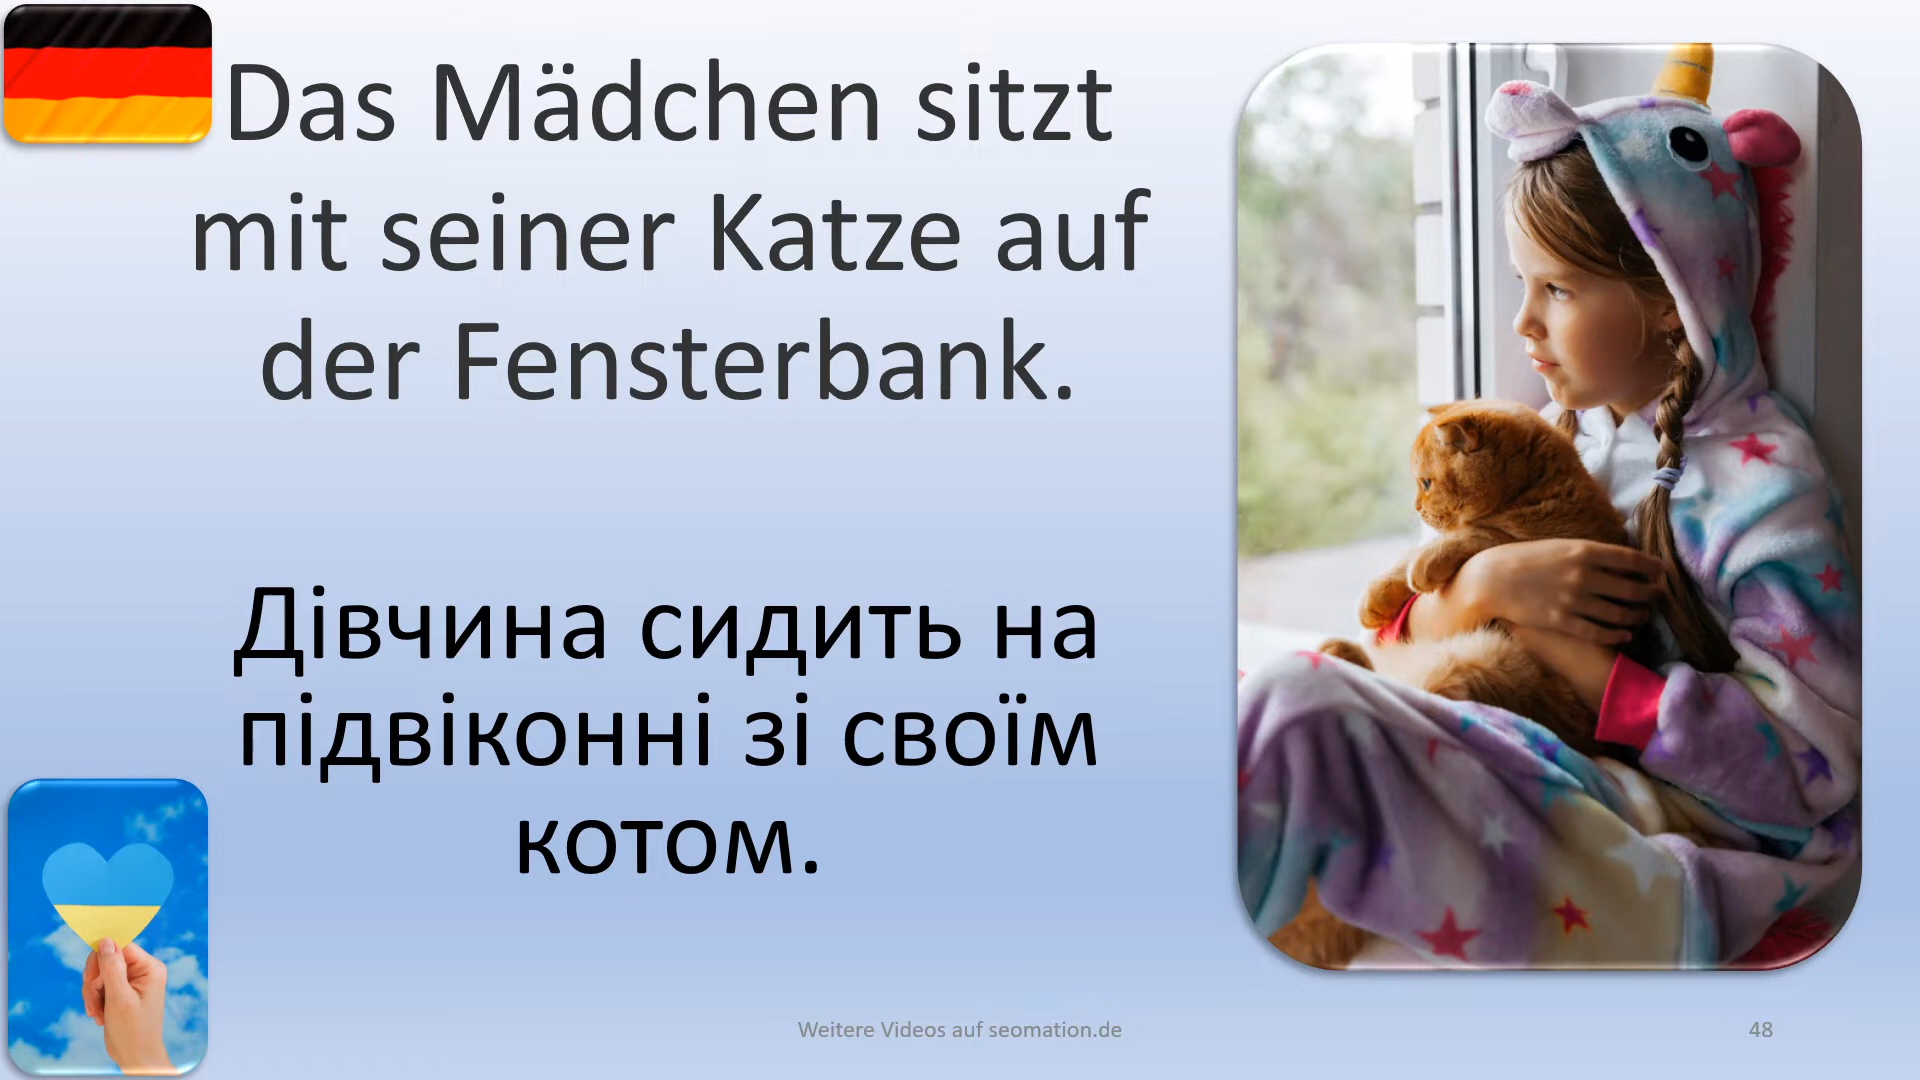 Das Mädchen sitzt
mit seiner Katze auf
der Fensterbank.
Дівчина сидить на
підвіконні зі своїм
котом.
Weitere Videos auf seomation.de
48